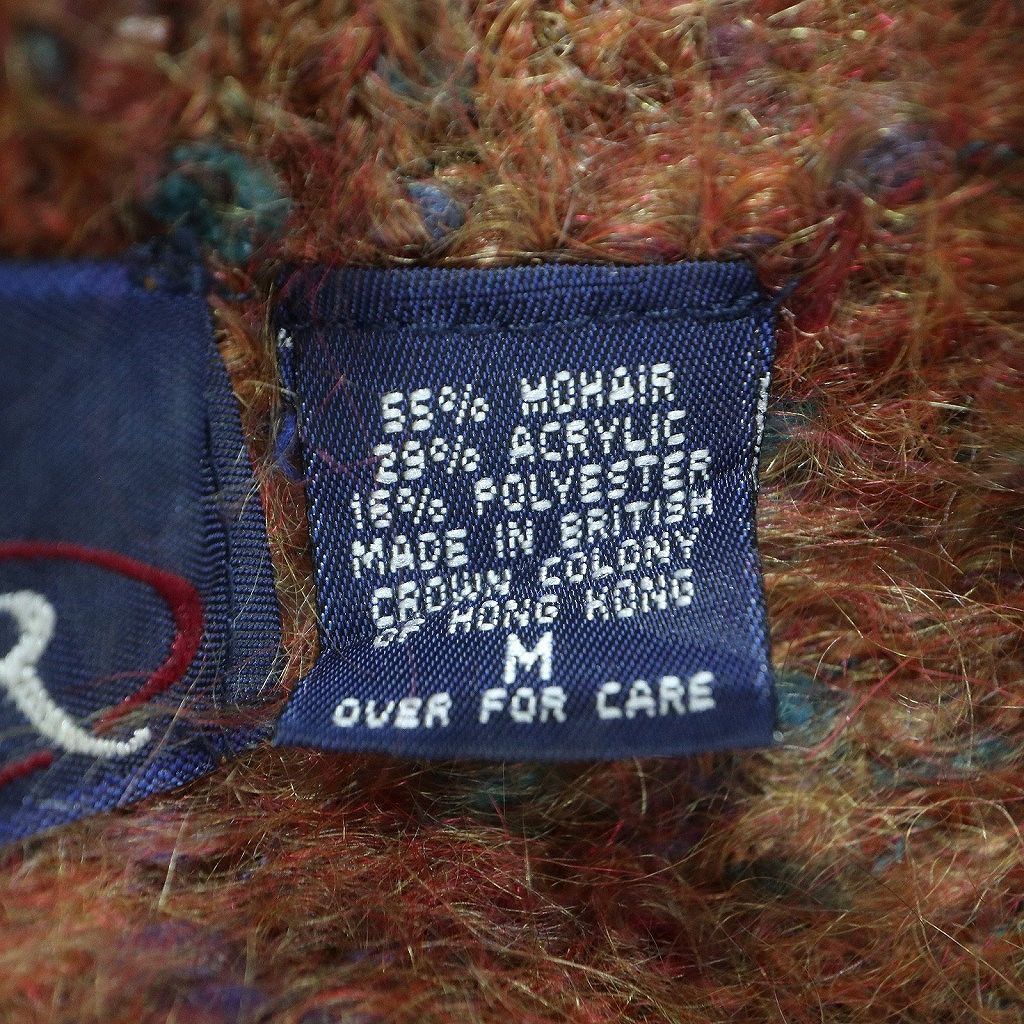 55% MOHAIR
29% ACRYLIC
16% POLYESTER
MADE IN BRITISH
CROWN COLONY
OF HONG KONG
M
OVER FOR CARE
R